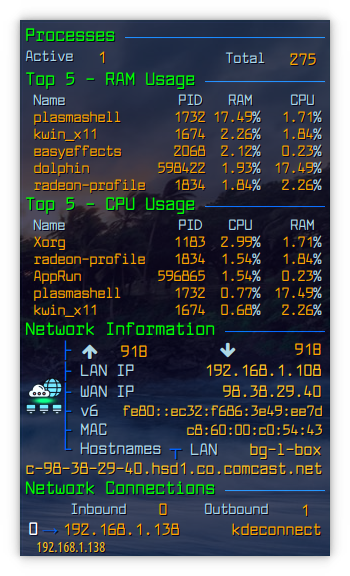 Processes
Active 1 Total 275
Top 5 - RAM Usage
Name PID RAM CPU
plasmashell 1732 17.49% 1.71%
kwin_x11 1674 2.26% 1.84%
easyeffects 2068 2.12% 0.23%
dolphin 598422 1.93% 17.49%
radeon-profile 1834 1.84% 2.26%
Top 5 - CPU Usage
Name PID CPU RAM
Xorg 1183 2.99% 1.71%
radeon-profile 1834 1.54% 1.84%
AppRun 596865 1.54% 0.23%
plasmashell 1732 0.77% 17.49%
kwin_x11 1674 0.68% 2.26%
Network Information
91B 91B
LAN IP 192.168.1.108
WAN IP 98.38.29.40
v6 fe80::ec32:f686:3e49:ee7d
MAC c8:60:00:c0:54:43
Hostnames LAN bg-l-box
c-98-38-29-40.hsd1.co.comcast.net
Network Connections
Inbound 0 Outbound 1
0 → 192.168.1.138 kdeconnect
192.168.1.138